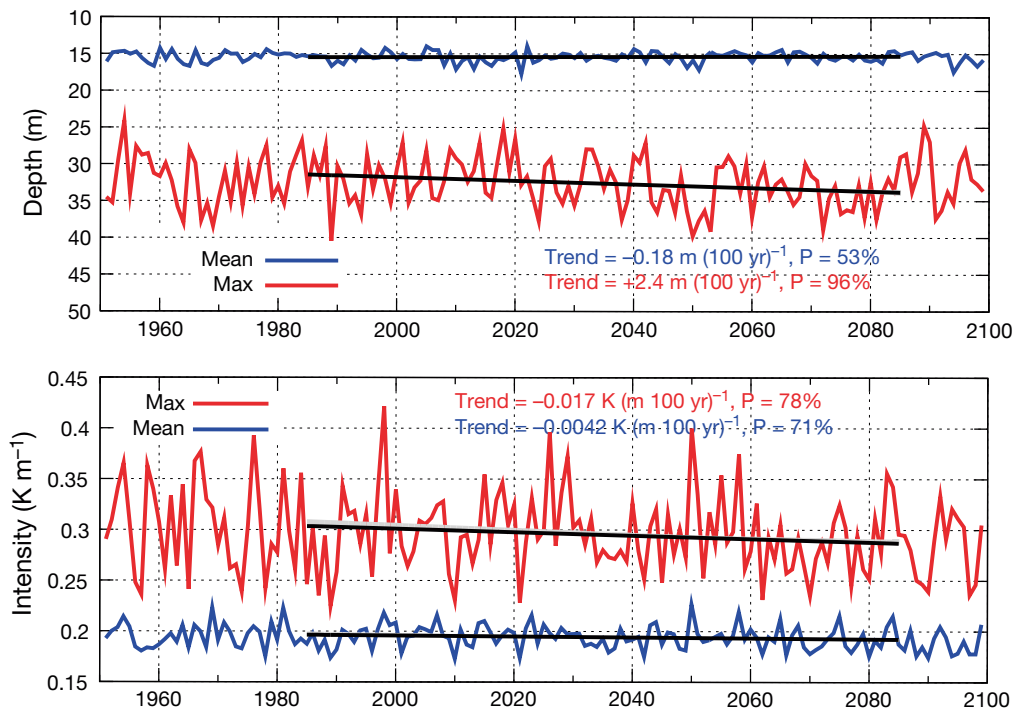 10
15
20
25
30
35
40
45
50
Depth (m)
Mean
Max
Trend = –0.18 m (100 yr)⁻¹, P = 53%
Trend = +2.4 m (100 yr)⁻¹, P = 96%
1960 1980 2000 2020 2040 2060 2080 2100
0.45
0.4
0.35
0.3
0.25
0.2
0.15
Intensity (K m⁻¹)
Max
Mean
Trend = –0.017 K (m 100 yr)⁻¹, P = 78%
Trend = –0.0042 K (m 100 yr)⁻¹, P = 71%
1960 1980 2000 2020 2040 2060 2080 2100